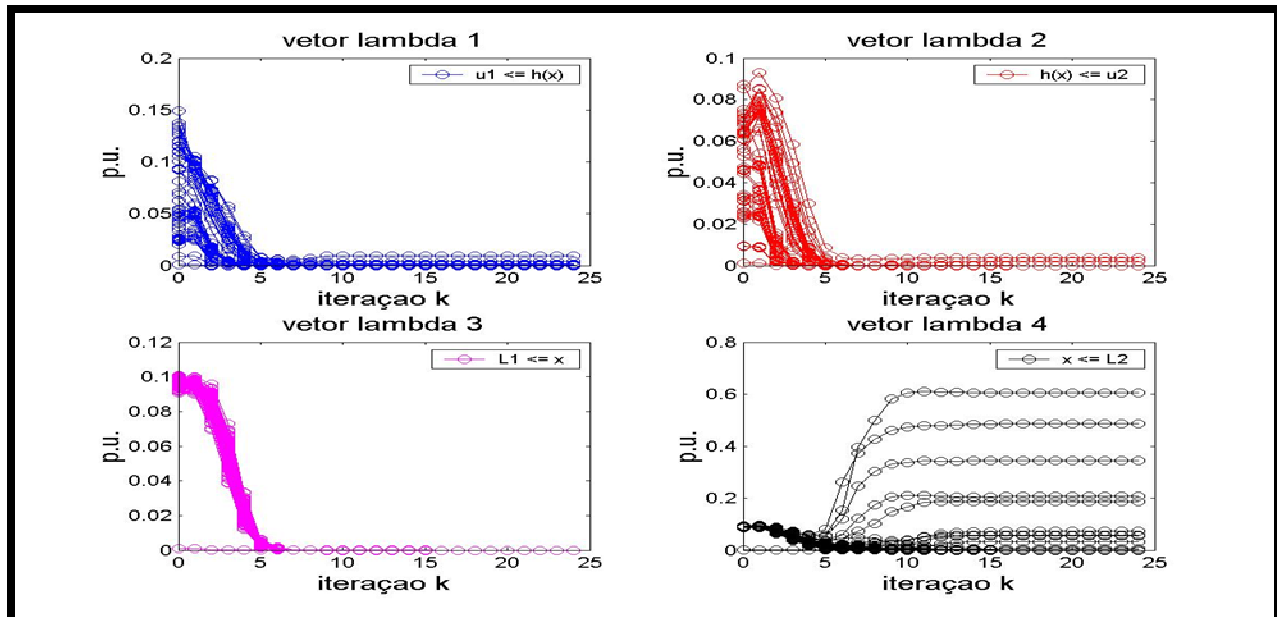 vetor lambda 1
u1 <= h(x)
0.2
0.15
0.1
0.05
0
p.u.
0 5 10 15 20 25
iteraçao k
vetor lambda 2
h(x) <= u2
0.1
0.08
0.06
0.04
0.02
0
p.u.
0 5 10 15 20 25
iteraçao k
vetor lambda 3
L1 <= x
0.12
0.1
0.08
0.06
0.04
0.02
0
p.u.
0 5 10 15 20 25
iteraçao k
vetor lambda 4
x <= L2
0.8
0.6
0.4
0.2
0
p.u.
0 5 10 15 20 25
iteraçao k